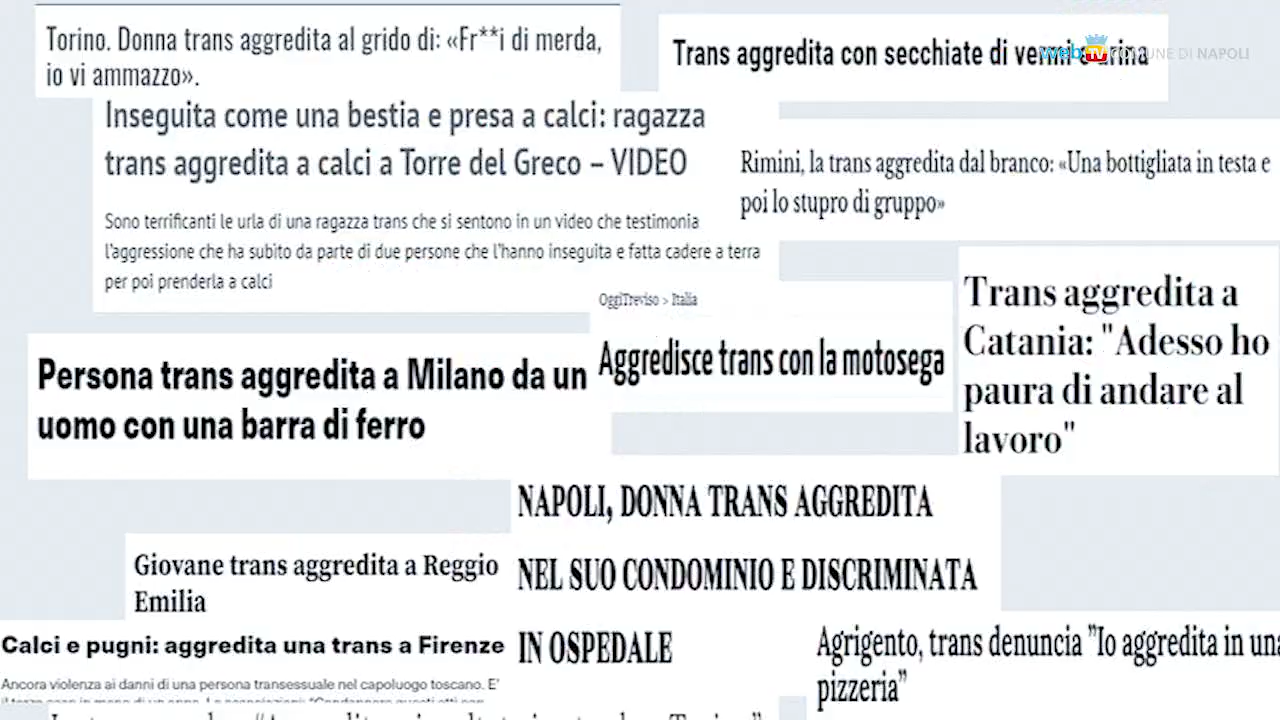 Torino. Donna trans aggredita al grido di: «Fr**i di merda,
io vi ammazzo».
Trans aggredita con secchiate di vermi e urina
web TV COMUNE DI NAPOLI
Inseguita come una bestia e presa a calci: ragazza
trans aggredita a calci a Torre del Greco – VIDEO
Sono terrificanti le urla di una ragazza trans che si sentono in un video che testimonia
l'aggressione che ha subito da parte di due persone che l'hanno inseguita e fatta cadere a terra
per poi prenderla a calci
Rimini, la trans aggredita dal branco: «Una bottigliata in testa e
poi lo stupro di gruppo»
OggiTreviso > Italia
Aggredisce trans con la motosega
Trans aggredita a
Catania: "Adesso ho
paura di andare al
lavoro"
Persona trans aggredita a Milano da un
uomo con una barra di ferro
NAPOLI, DONNA TRANS AGGREDITA
NEL SUO CONDOMINIO E DISCRIMINATA
IN OSPEDALE
Giovane trans aggredita a Reggio
Emilia
Calci e pugni: aggredita una trans a Firenze
Ancora violenza ai danni di una persona transessuale nel capoluogo toscano. E'
Agrigento, trans denuncia ”Io aggredita in una
pizzeria”